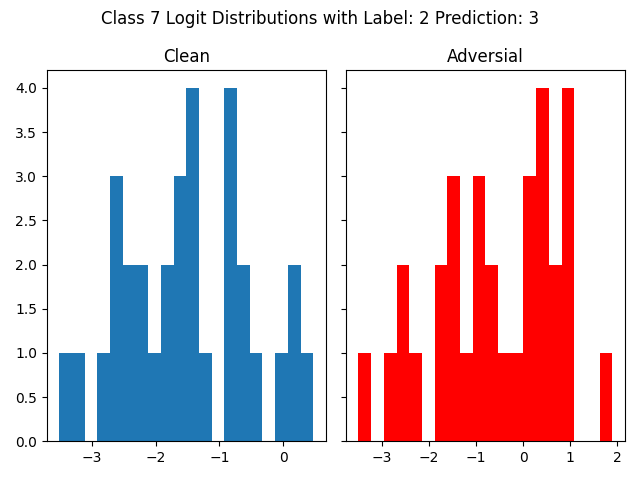 Class 7 Logit Distributions with Label: 2 Prediction: 3
Clean
Adversial
4.0
3.5
3.0
2.5
2.0
1.5
1.0
0.5
0.0
−3 −2 −1 0
−3 −2 −1 0 1 2